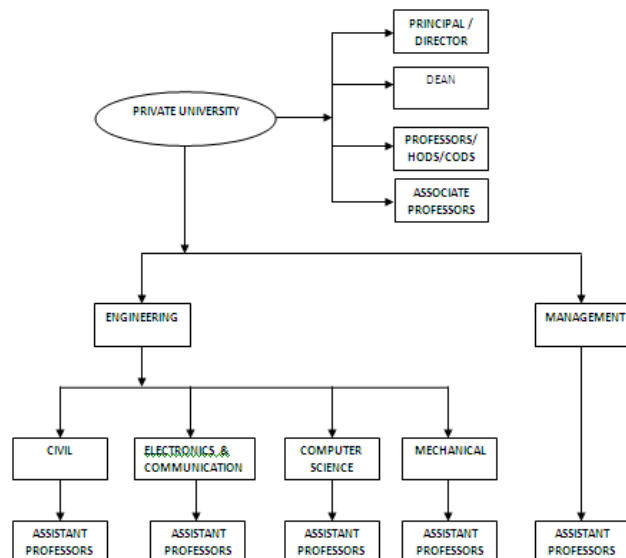 PRINCIPAL /
DIRECTOR
DEAN
PRIVATE UNIVERSITY
PROFESSORS/
HODS/CODS
ASSOCIATE
PROFESSORS
ENGINEERING
MANAGEMENT
CIVIL
ELECTRONICS &
COMMUNICATION
COMPUTER
SCIENCE
MECHANICAL
ASSISTANT
PROFESSORS
ASSISTANT
PROFESSORS
ASSISTANT
PROFESSORS
ASSISTANT
PROFESSORS
ASSISTANT
PROFESSORS